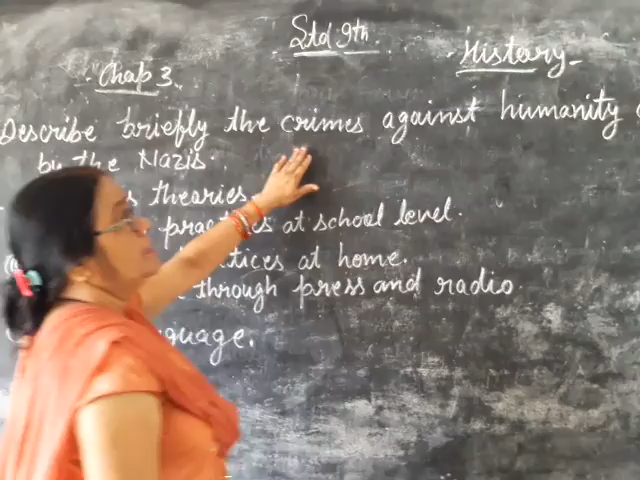 Std 9th
History
Chap 3.
Describe briefly the crimes against humanity
by the Nazis.
theories
at school level.
at home.
through press and radio.